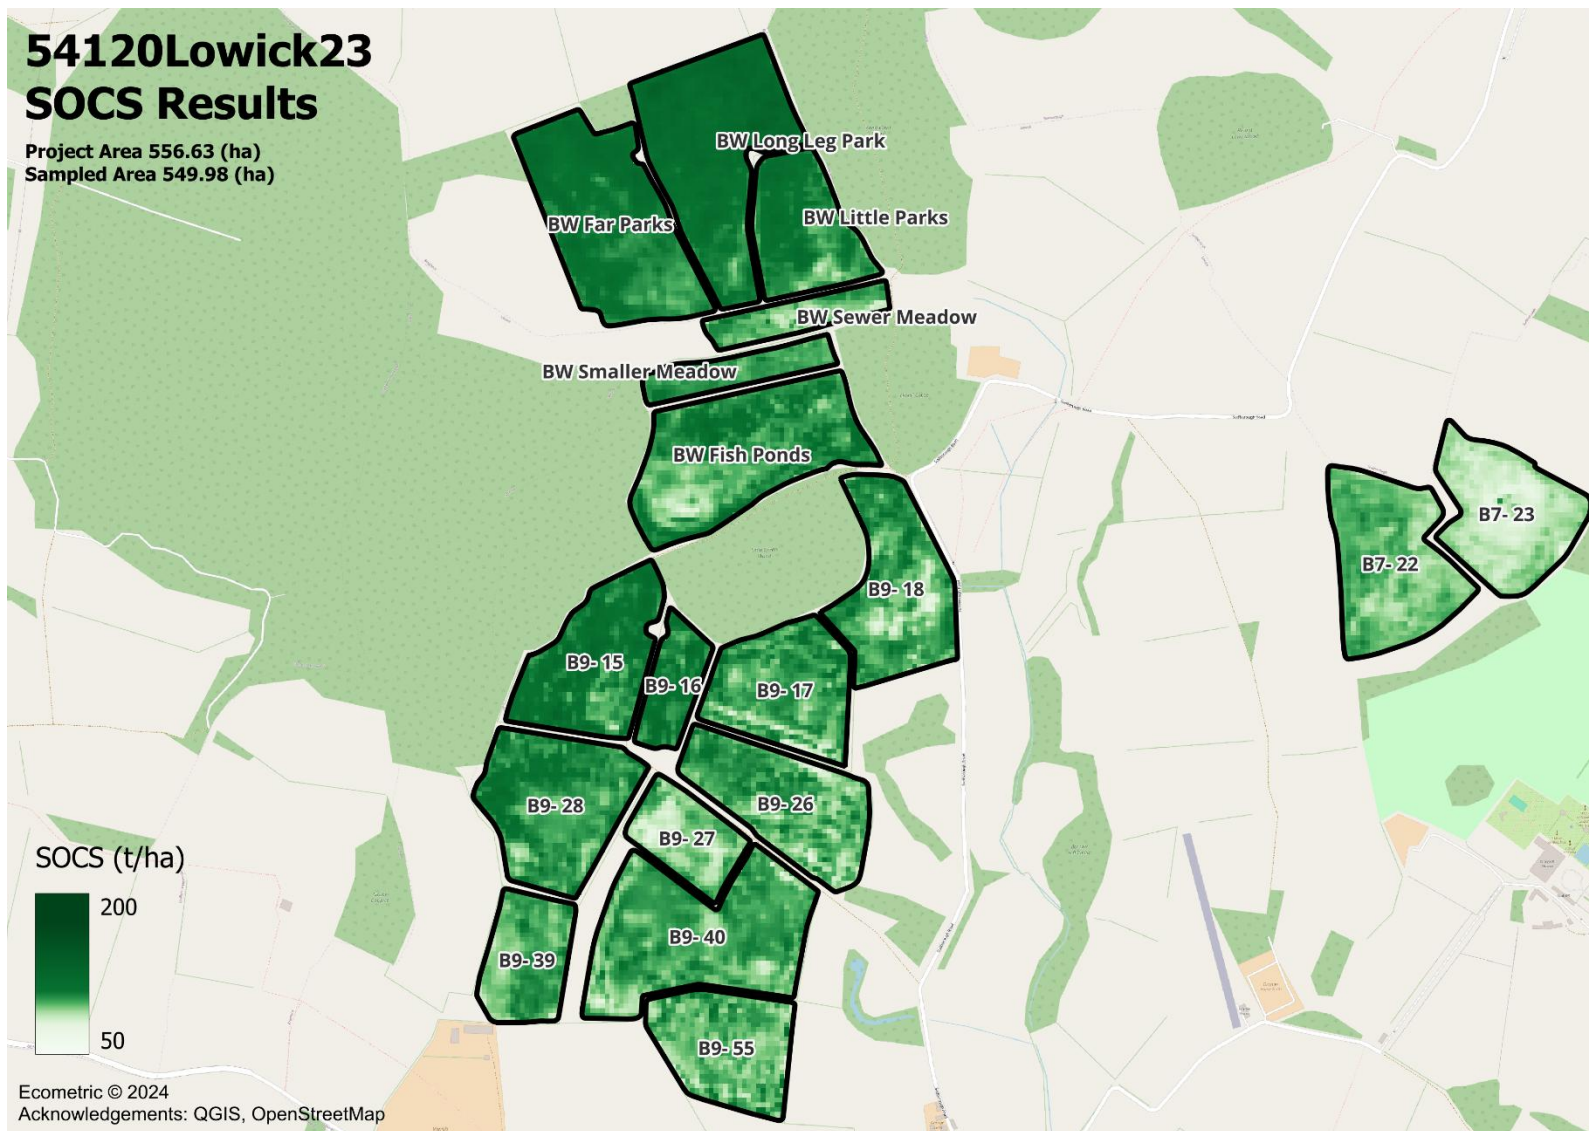 54120Lowick23
SOCS Results
Project Area 556.63 (ha)
Sampled Area 549.98 (ha)
BW Long Leg Park
BW Far Parks
BW Little Parks
BW Sewer Meadow
BW Smaller Meadow
BW Fish Ponds
B7- 23
B7- 22
B9- 18
B9- 15
B9- 16
B9- 17
B9- 28
B9- 26
B9- 27
B9- 40
B9- 39
B9- 55
SOCS (t/ha)
200
50
Ecometric © 2024
Acknowledgements: QGIS, OpenStreetMap